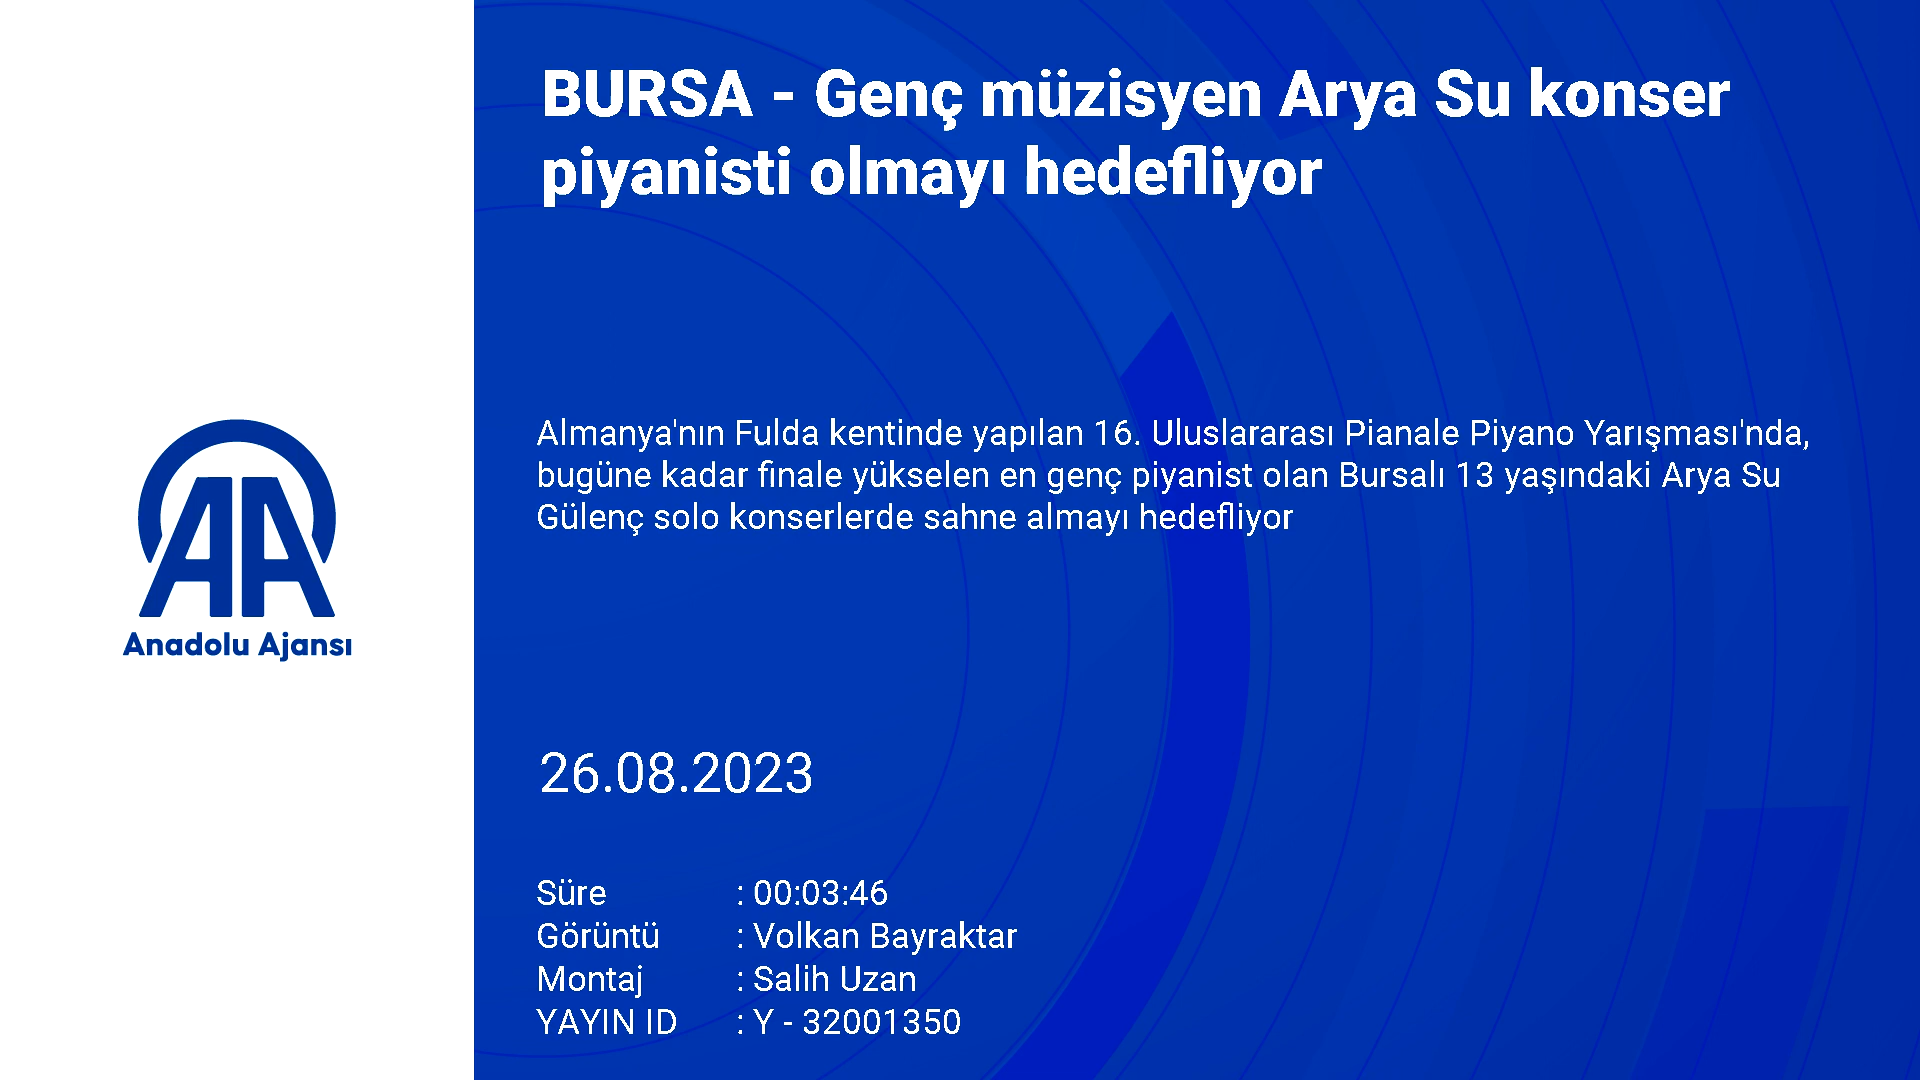 BURSA - Genç müzisyen Arya Su konser
piyanisti olmayı hedefliyor
Almanya'nın Fulda kentinde yapılan 16. Uluslararası Pianale Piyano Yarışması'nda,
bugüne kadar finale yükselen en genç piyanist olan Bursalı 13 yaşındaki Arya Su
Gülenç solo konserlerde sahne almayı hedefliyor
AA
Anadolu Ajansı
26.08.2023
Süre : 00:03:46
Görüntü : Volkan Bayraktar
Montaj : Salih Uzan
YAYIN ID : Y - 32001350